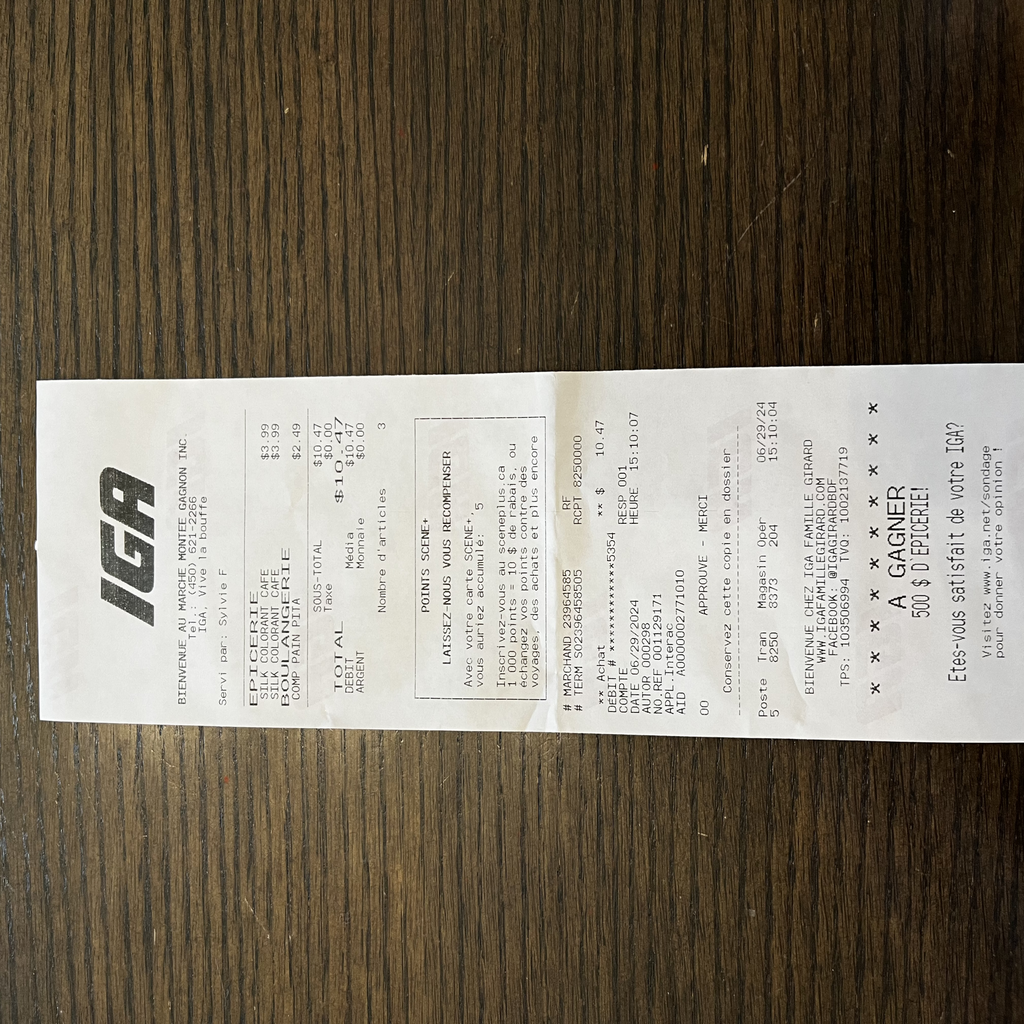 IGA
BIENVENUE AU MARCHE MONTEE GAGNON INC.
Tel.: (450) 621-2266
IGA, Vive la bouffe
Servi par: Sylvie F
EPICERIE
SILK COLORANT CAFE $3.99
SILK COLORANT CAFE $3.99
BOULANGERIE
COMP PAIN PITA $2.49
SOUS-TOTAL $10.47
Taxe $0.00
TOTAL $10.47
DEBIT Média $10.47
ARGENT Monnaie $0.00
Nombre d'articles 3
POINTS SCENE+
LAISSEZ-NOUS VOUS RECOMPENSER
Avec votre carte SCENE+,
vous auriez accumulé: 5
Inscrivez-vous au sceneplus.ca
1 000 points = 10 $ de rabais, ou
échangez vos points contre des
voyages, des achats et plus encore
# MARCHAND 23964585 RF
# TERM S02396458505 RCPT 8250000
** Achat ** $ 10.47
DEBIT # ************5354
COMPTE RESP 001
DATE 06/29/2024 HEURE 15:10:07
AUTOR 000298
NO.REF 001129171
APPL.Interac
AID A0000002771010
00 APPROUVE - MERCI
Conservez cette copie en dossier
Poste Tran Magasin Oper 06/29/24
5 8250 8373 204 15:10:04
BIENVENUE CHEZ IGA FAMILLE GIRARD
WWW.IGAFAMILLEGIRARD.COM
FACEBOOK: @IGAGIRARDBDF
TPS: 103506994 TVQ: 1002137719
* * * * * * * * * *
A GAGNER
500 $ D'EPICERIE!
Etes-vous satisfait de votre IGA?
Visitez www.iga.net/sondage
pour donner votre opinion !